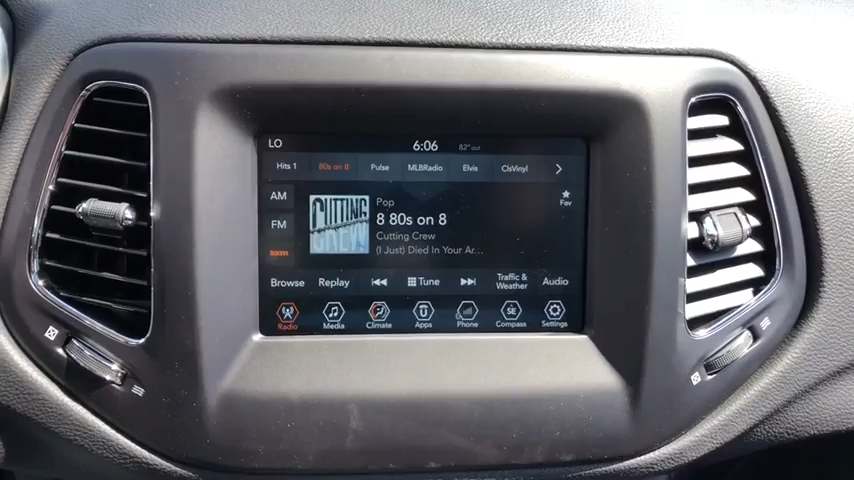 LO 6:06 82° out
Hits 1 80s on 8 Pulse MLBRadio Elvis ClsVinyl
AM
FM
SXM
CUTTING
CREW
Pop
8 80s on 8
Cutting Crew
(I Just) Died In Your Ar...
Fav
Browse Replay Tune Traffic & Weather Audio
Radio Media Climate Apps Phone SE Compass Settings